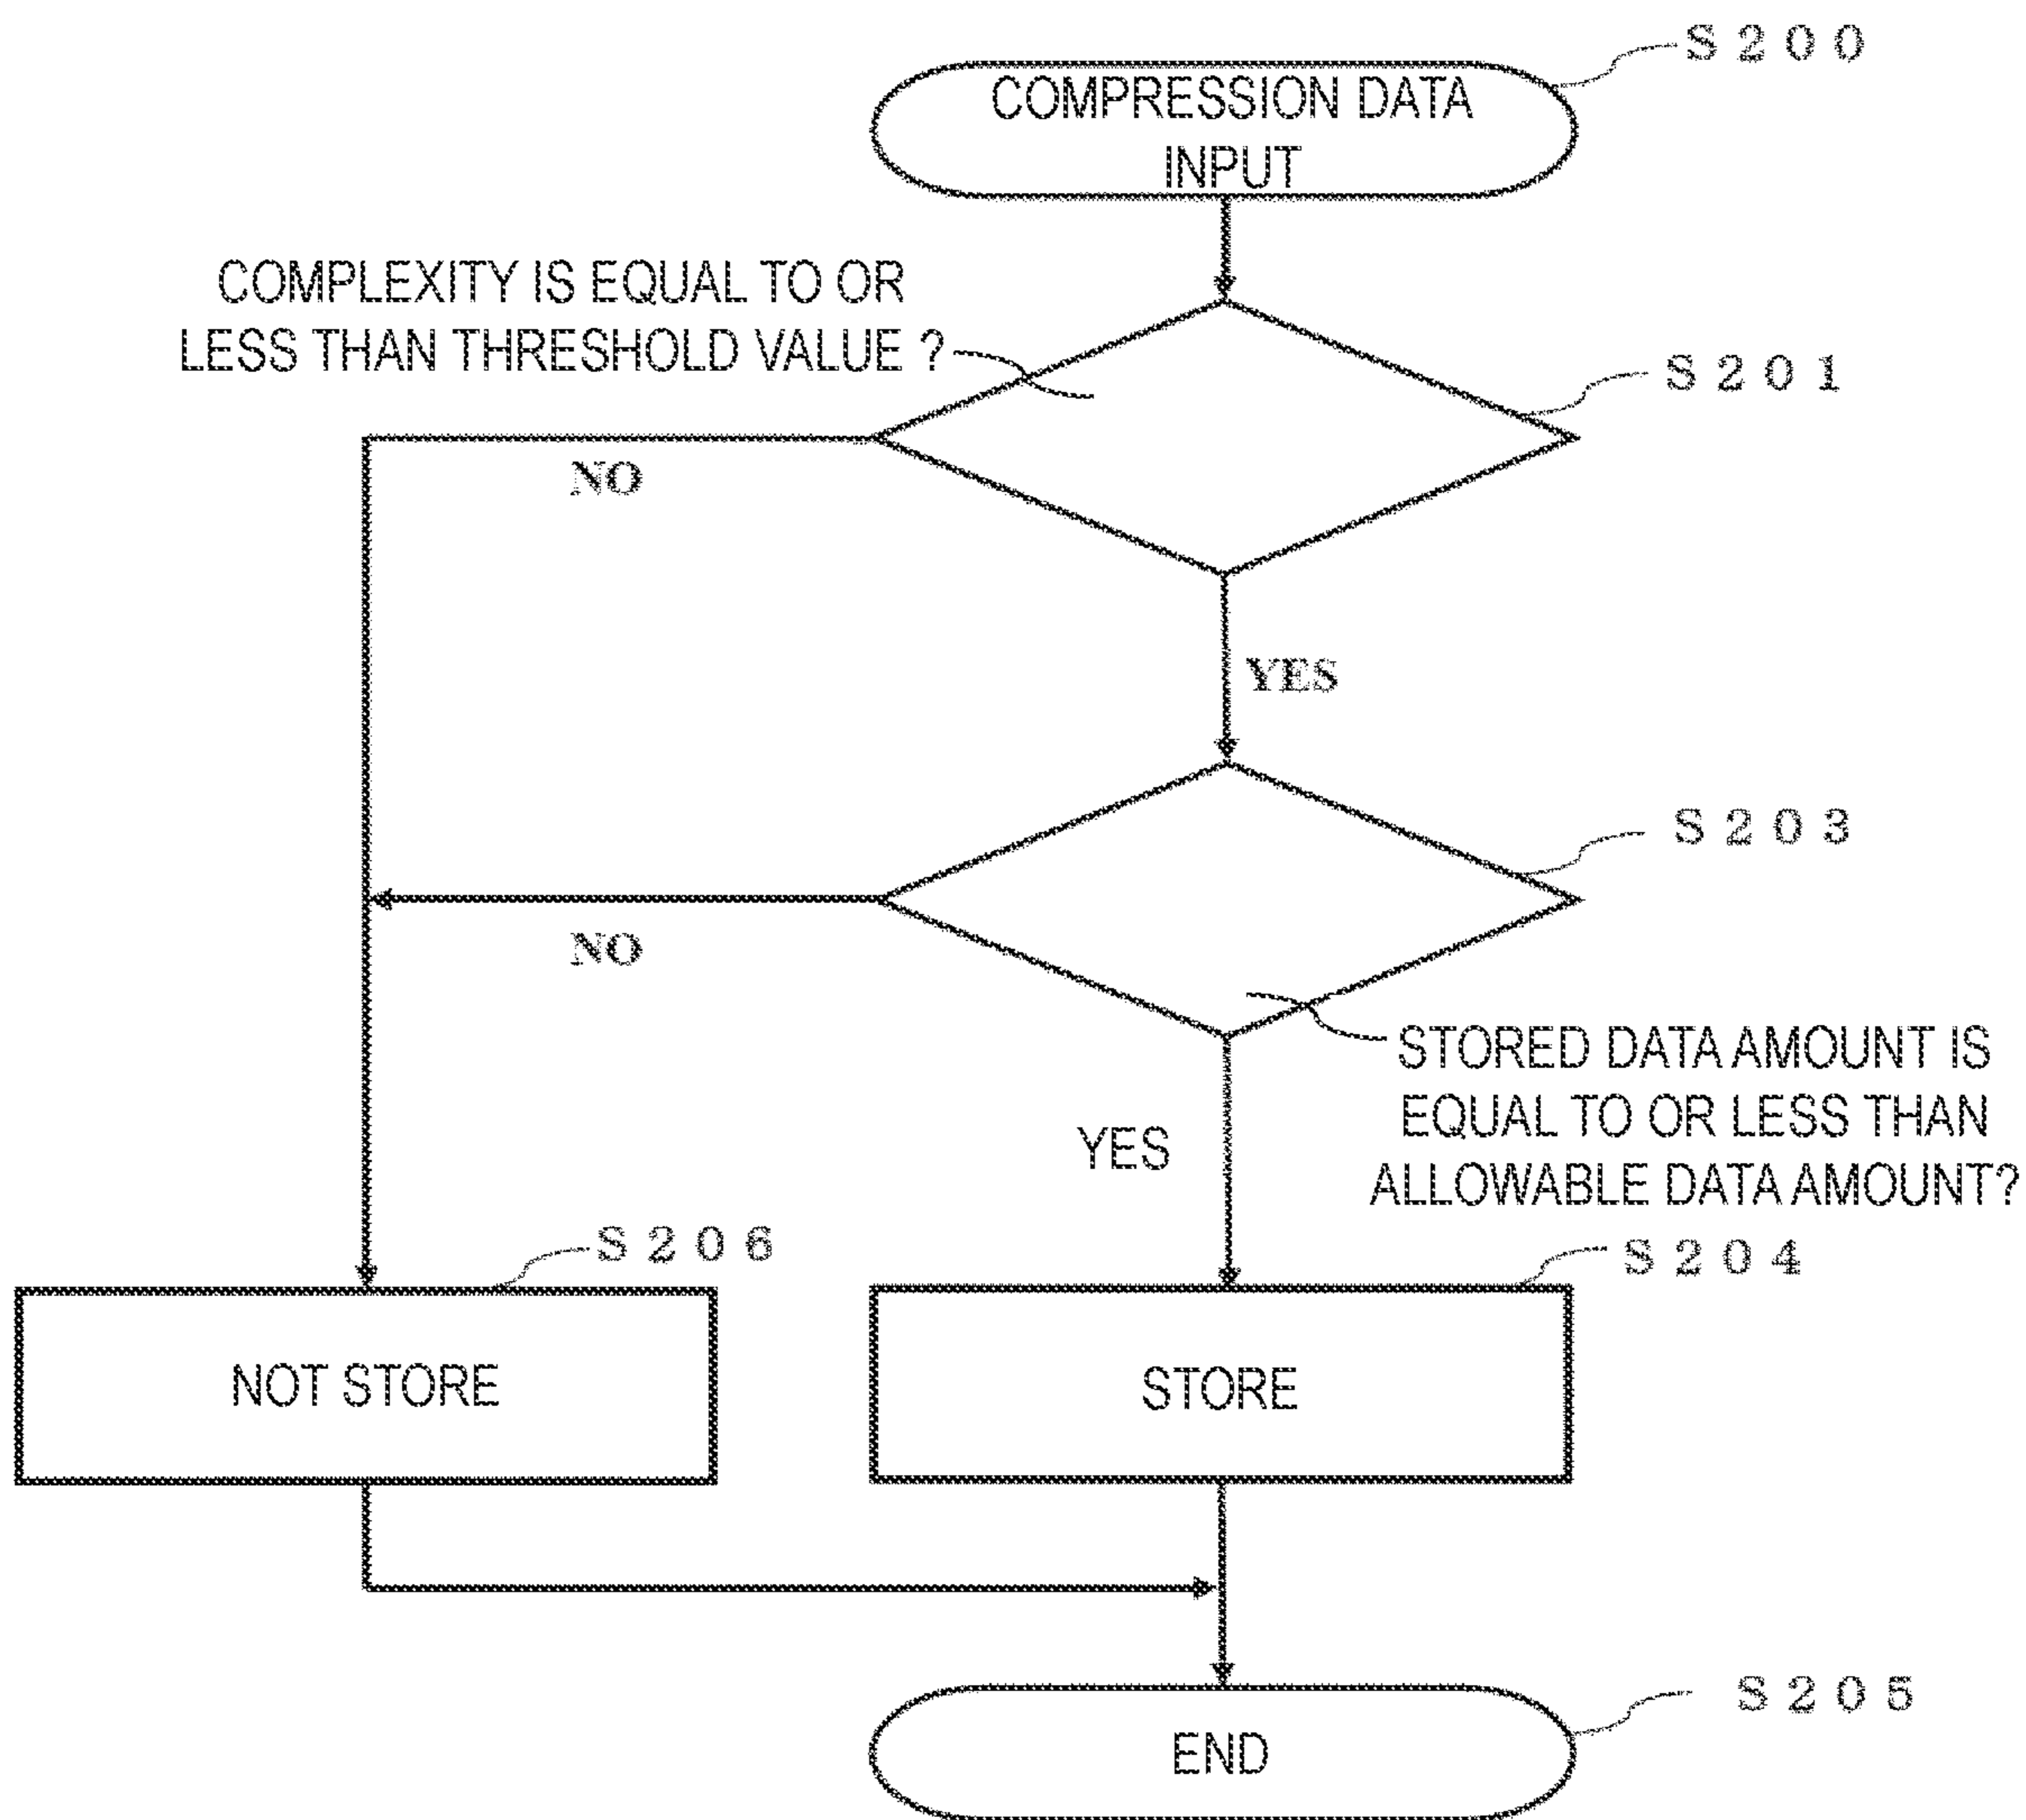 S200
COMPRESSION DATA
INPUT
COMPLEXITY IS EQUAL TO OR
LESS THAN THRESHOLD VALUE ?
S201
NO
YES
S203
NO
STORED DATA AMOUNT IS
EQUAL TO OR LESS THAN
ALLOWABLE DATA AMOUNT?
YES
S206
S204
NOT STORE
STORE
S205
END